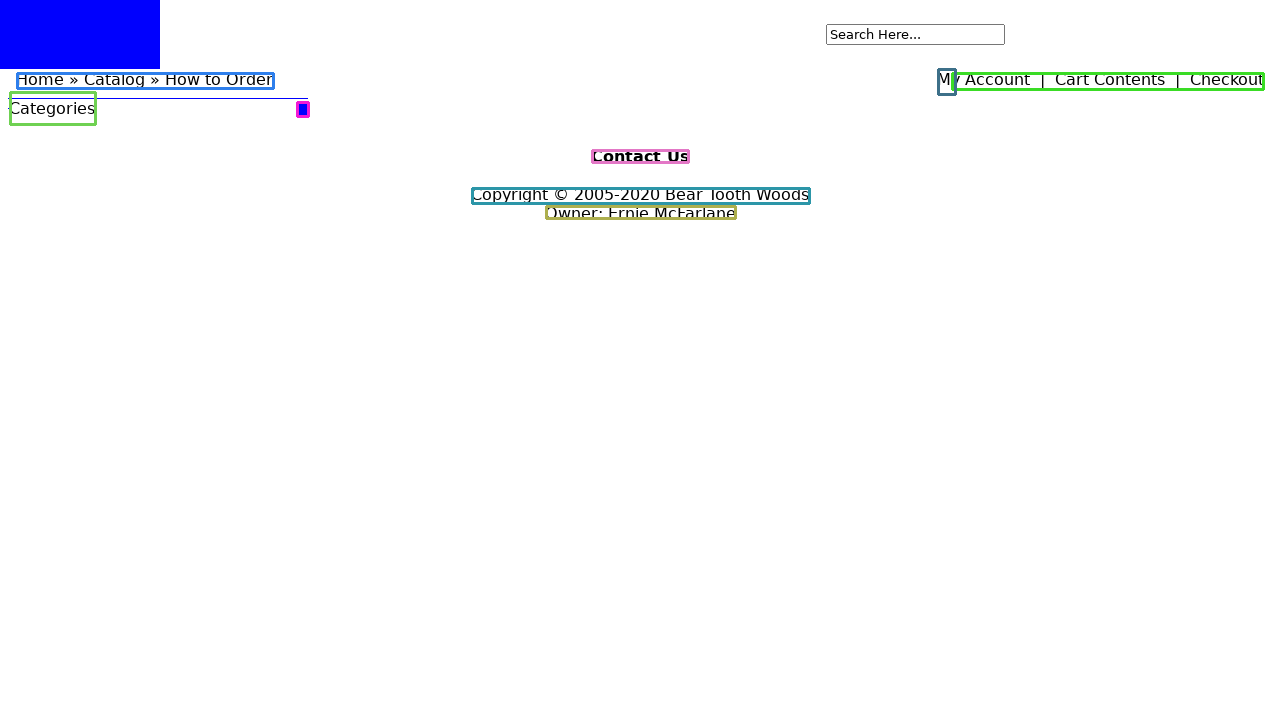 Search Here...
Home » Catalog » How to Order
My Account | Cart Contents | Checkout
Categories
Contact Us
Copyright © 2005-2020 Bear Tooth Woods
Owner: Ernie McFarlane